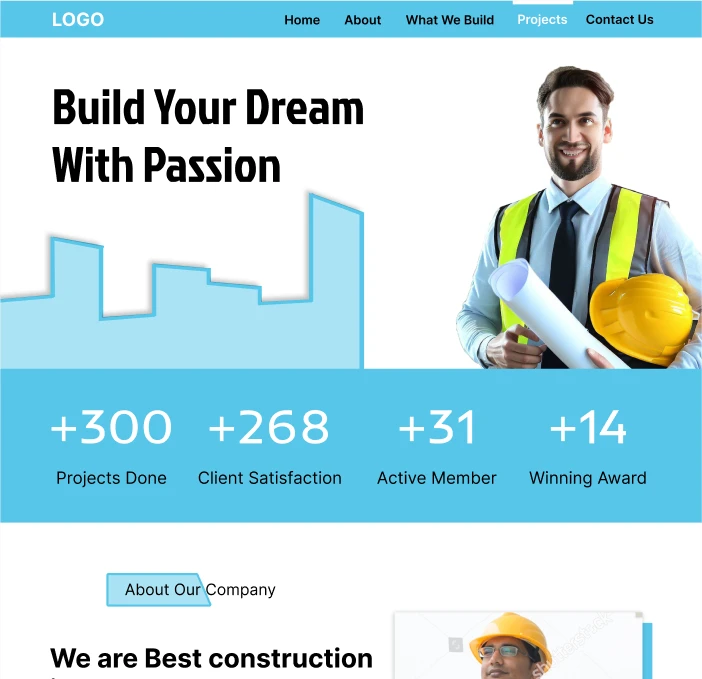 LOGO
Home About What We Build Projects Contact Us
Build Your Dream
With Passion
+300 +268 +31 +14
Projects Done Client Satisfaction Active Member Winning Award
About Our Company
We are Best construction